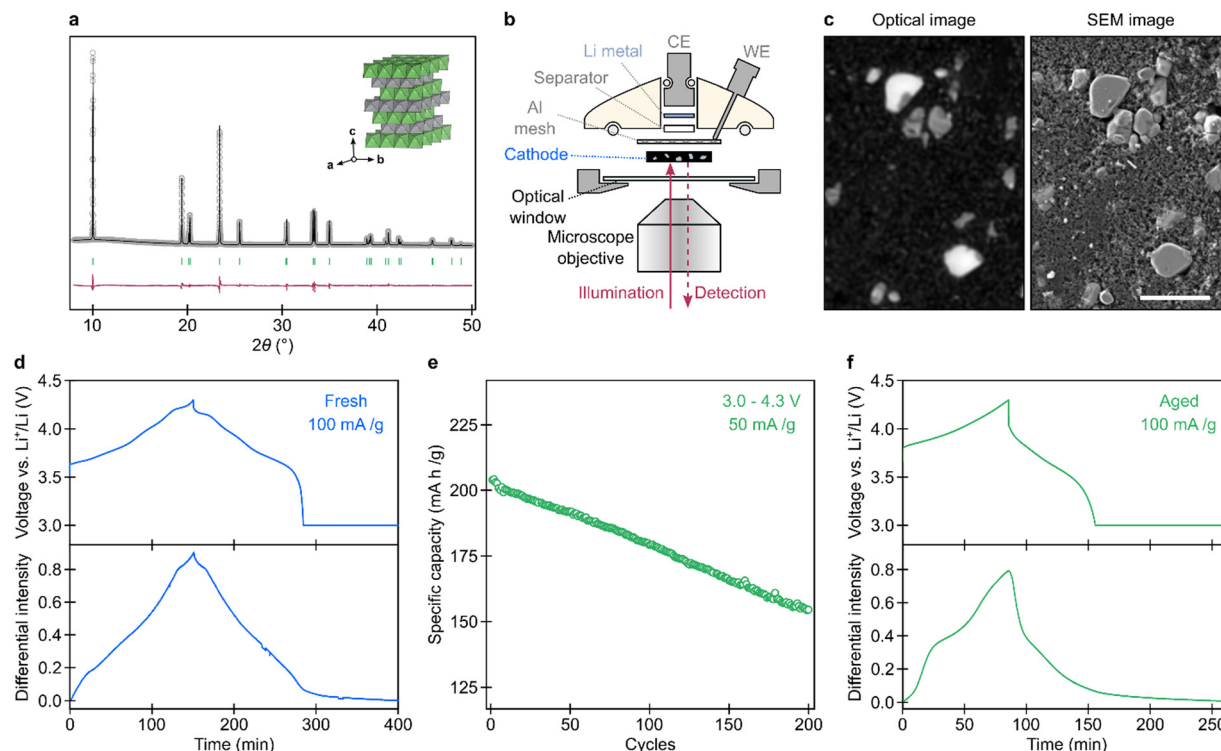 a
10
20
30
40
50
2θ (°)
c
a
b
b
CE
Li metal
WE
Separator
Al
mesh
Cathode
Optical
window
Microscope
objective
Illumination
Detection
c
Optical image
SEM image
d
4.5
4.0
3.5
3.0
Voltage vs. Li⁺/Li (V)
Fresh
100 mA /g
0.8
0.6
0.4
0.2
0.0
Differential intensity
0
100
200
300
400
Time (min)
e
225
200
175
150
125
Specific capacity (mA h /g)
3.0 - 4.3 V
50 mA /g
0
50
100
150
200
Cycles
f
4.5
4.0
3.5
3.0
Voltage vs. Li⁺/Li (V)
Aged
100 mA /g
0.8
0.6
0.4
0.2
0.0
Differential intensity
0
50
100
150
200
250
Time (min)